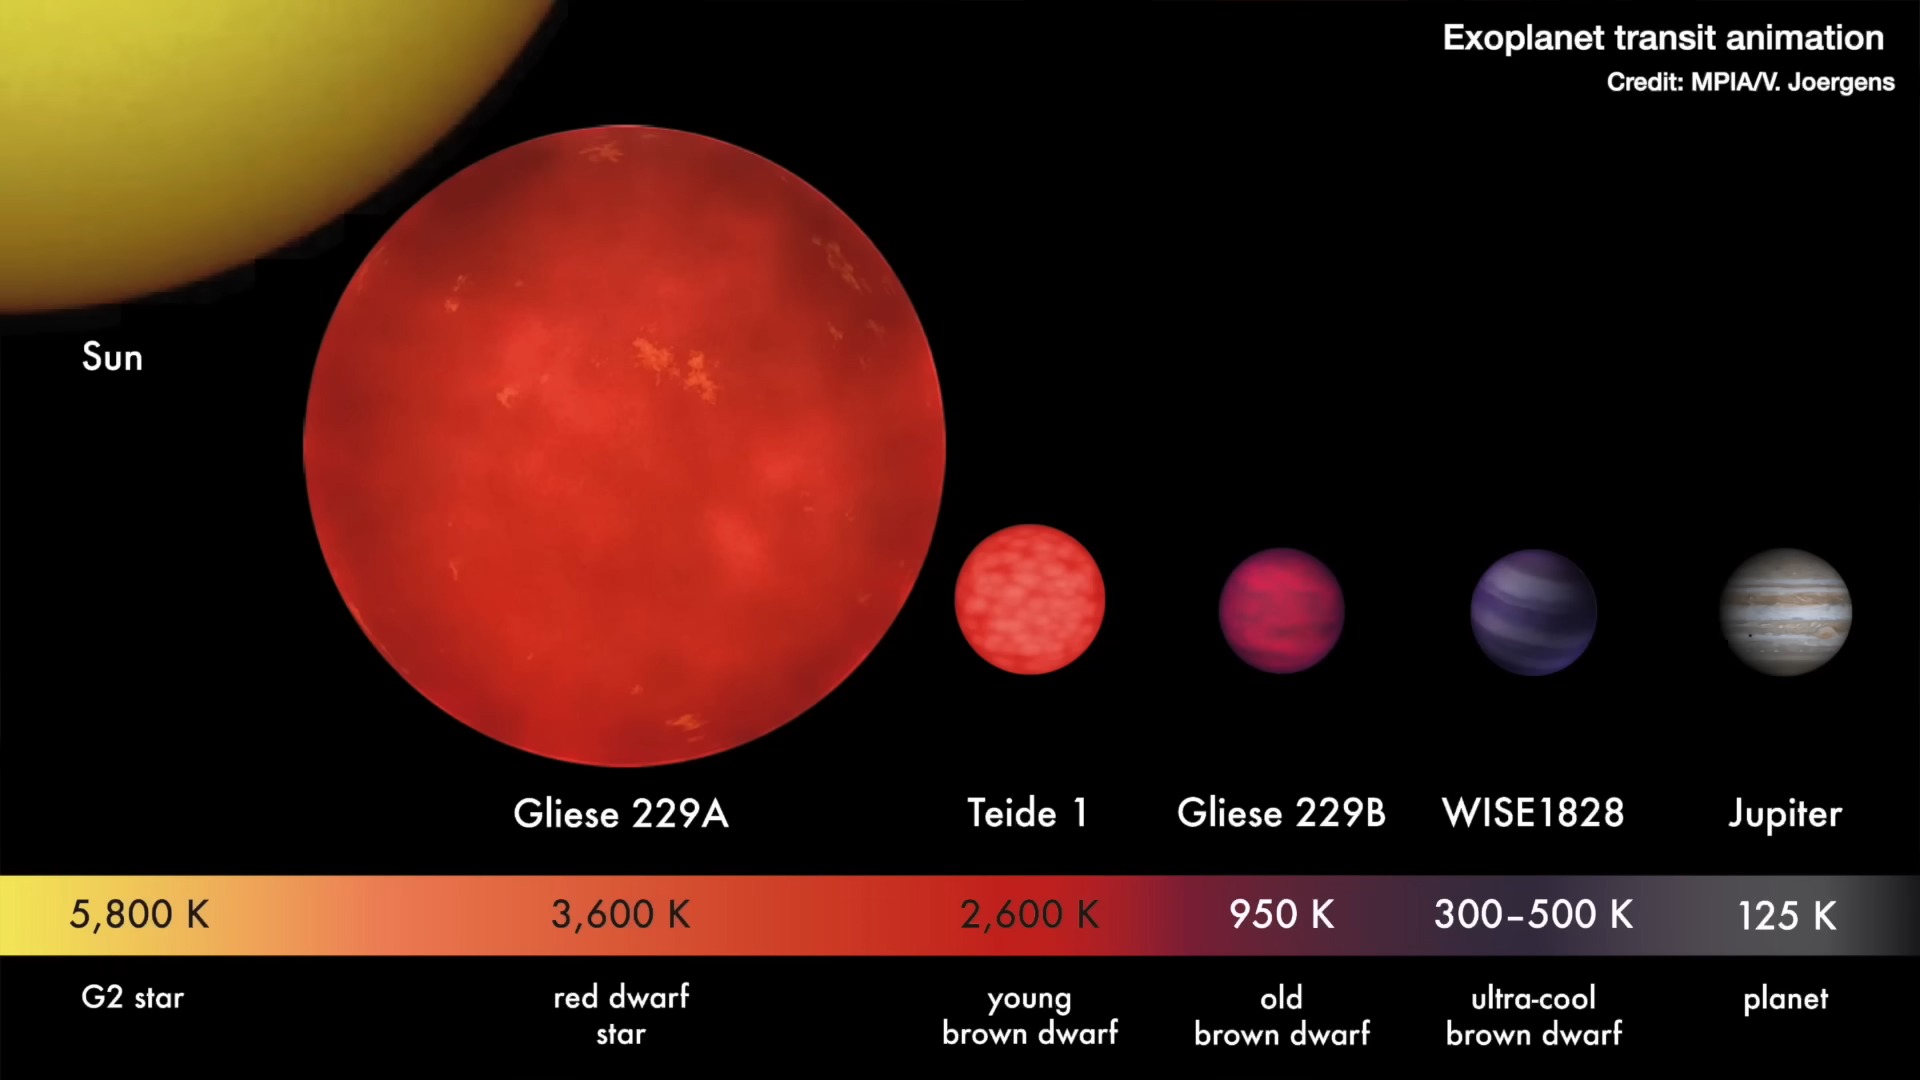 Exoplanet transit animation
Credit: MPIA/V. Joergens
Sun
Gliese 229A
Teide 1
Gliese 229B
WISE1828
Jupiter
5,800 K
3,600 K
2,600 K
950 K
300–500 K
125 K
G2 star
red dwarf
star
young
brown dwarf
old
brown dwarf
ultra-cool
brown dwarf
planet